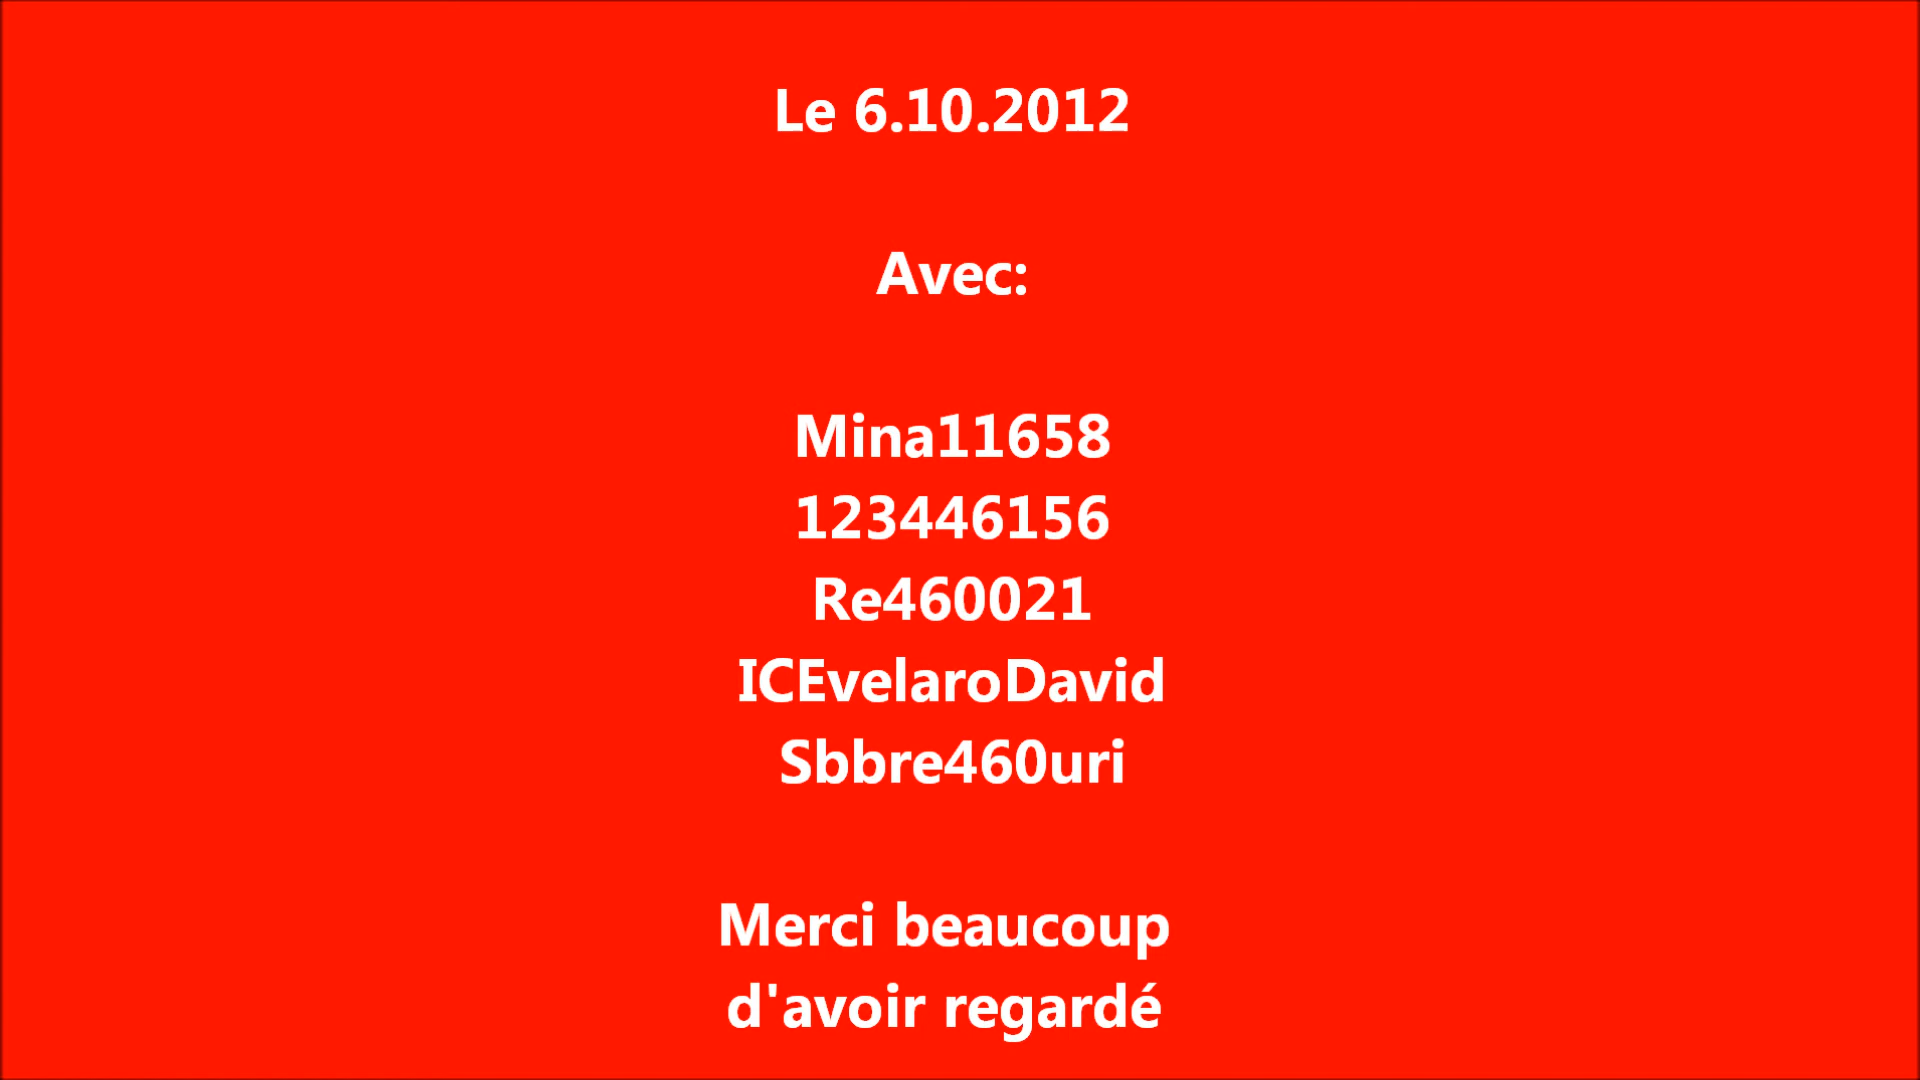 Le 6.10.2012
Avec:
Mina11658
123446156
Re460021
ICEvelaroDavid
Sbbre460uri
Merci beaucoup
d'avoir regardé